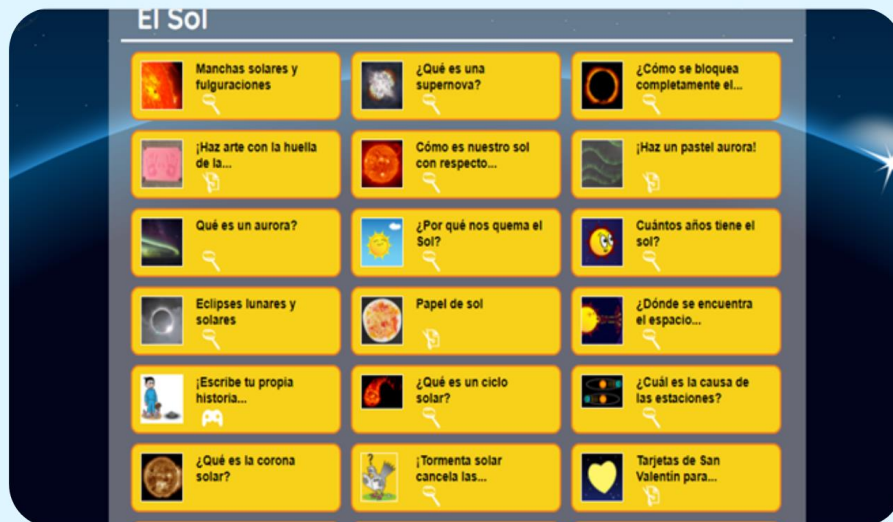 El Sol
Manchas solares y
fulguraciones
¿Qué es una
supernova?
¿Cómo se bloquea
completamente el...
¡Haz arte con la huella
de la...
Cómo es nuestro sol
con respecto...
¡Haz un pastel aurora!
Qué es un aurora?
¿Por qué nos quema el
Sol?
Cuántos años tiene el
sol?
Eclipses lunares y
solares
Papel de sol
¿Dónde se encuentra
el espacio...
¡Escribe tu propia
historia...
¿Qué es un ciclo
solar?
¿Cuál es la causa de
las estaciones?
¿Qué es la corona
solar?
¡Tormenta solar
cancela las...
Tarjetas de San
Valentín para...